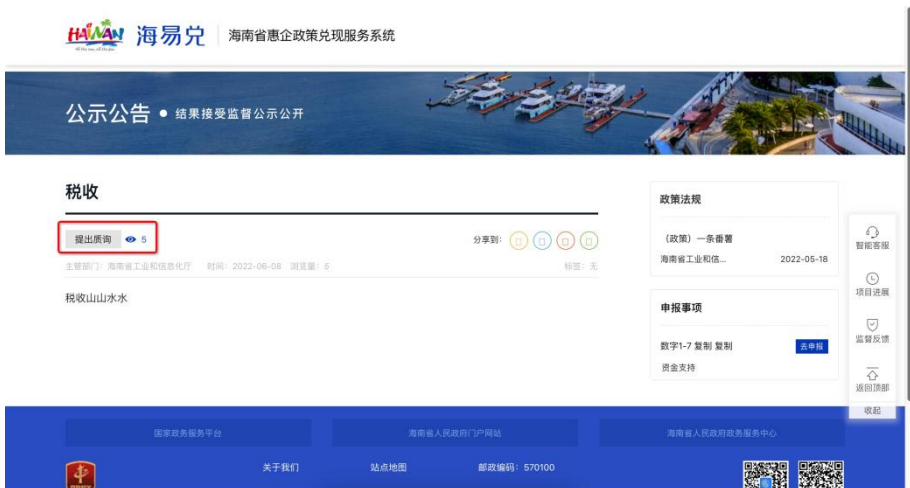 HAINAN 海易兑 海南省惠企政策兑现服务系统
公示公告 • 结果接受监督公示公开
税收
提出质询 5
分享到:
主管部门: 海南省工业和信息化厅 时间: 2022-06-08 浏览量: 5 标签: 无
税收山山水水
政策法规
(政策) 一条番薯
海南省工业和信... 2022-05-18
申报事项
数字1-7 复制 复制 去申报
资金支持
智能客服
项目进展
监督反馈
返回顶部
收起
国家政务服务平台 海南省人民政府门户网站 海南省人民政府政务服务中心
关于我们 站点地图 邮政编码: 570100